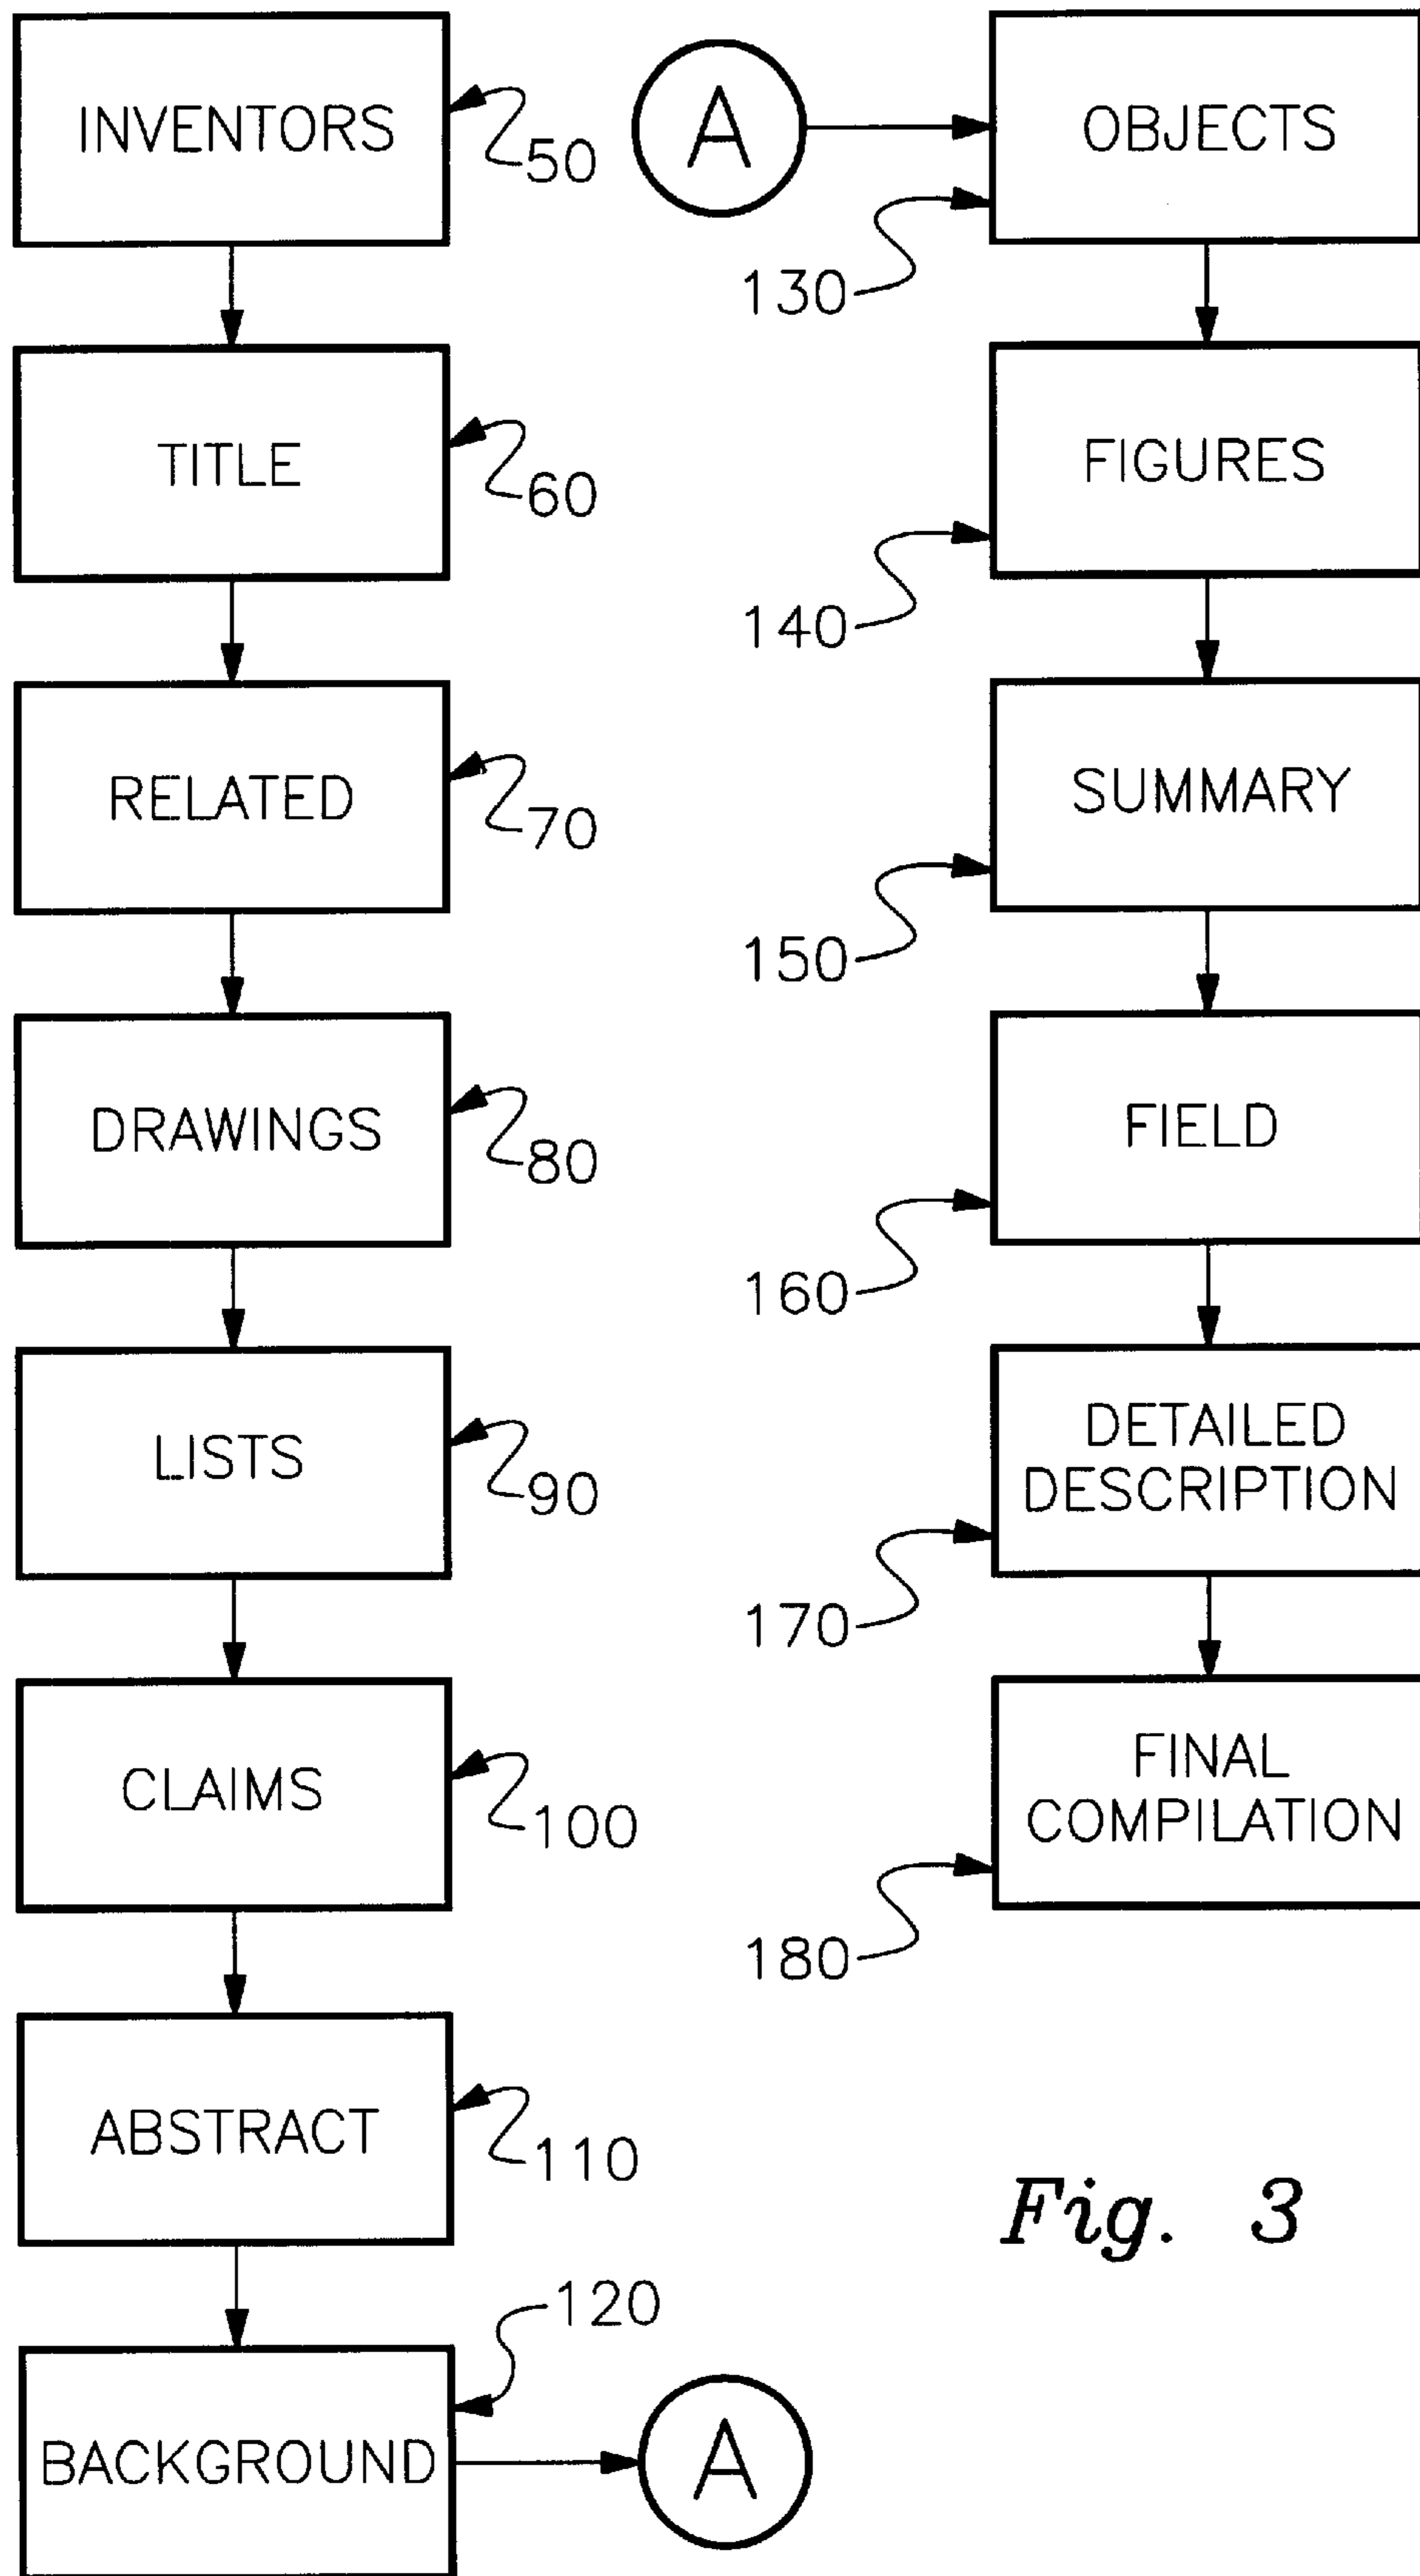 INVENTORS
50
TITLE
60
RELATED
70
DRAWINGS
80
LISTS
90
CLAIMS
100
ABSTRACT
110
BACKGROUND
120
A
A
OBJECTS
130
FIGURES
140
SUMMARY
150
FIELD
160
DETAILED
DESCRIPTION
170
FINAL
COMPILATION
180
Fig. 3